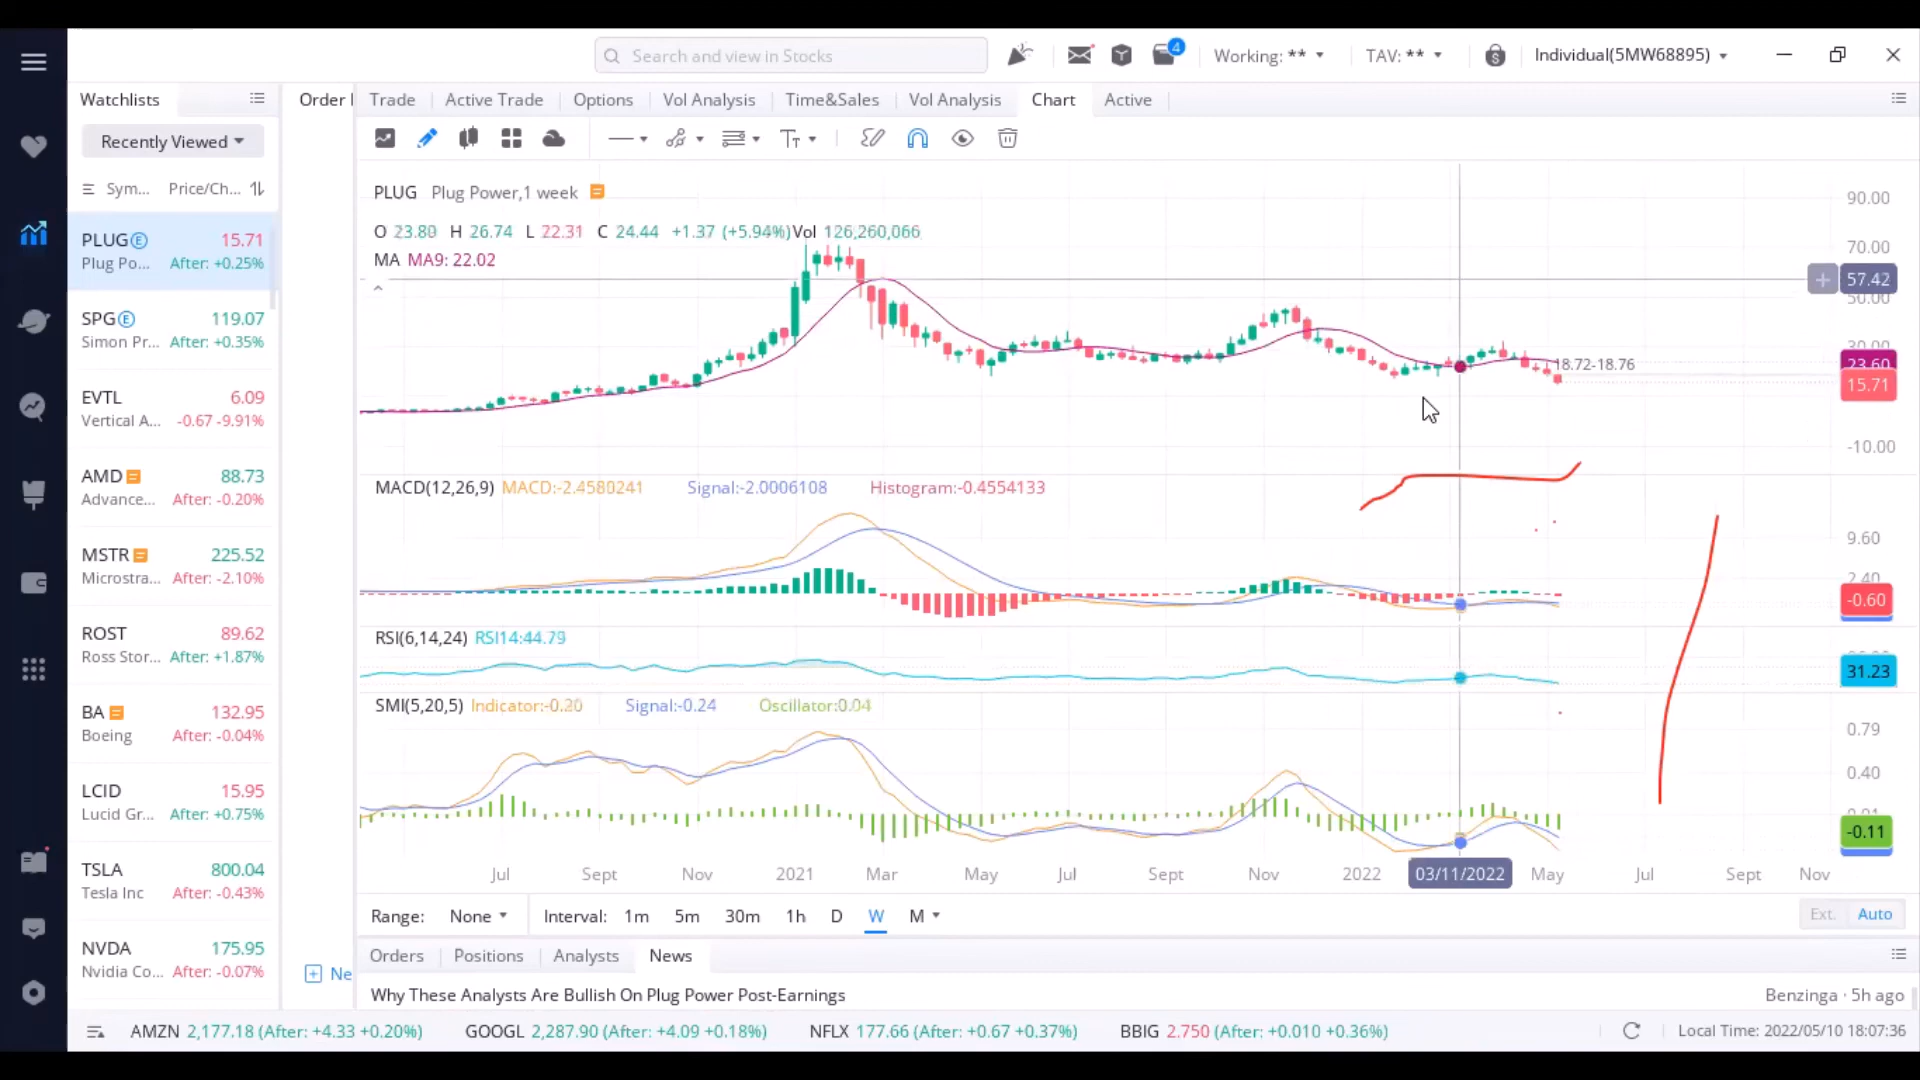 Search and view in Stocks
4
Working: **
TAV: **
Individual(5MW68895)
Watchlists
Order
Trade
Active Trade
Options
Vol Analysis
Time&Sales
Vol Analysis
Chart
Active
Recently Viewed
Sym... Price/Ch...
PLUG E 15.71
Plug Po... After: +0.25%
SPG E 119.07
Simon Pr... After: +0.35%
EVTL 6.09
Vertical A... -0.67 -9.91%
AMD 88.73
Advance... After: -0.20%
MSTR 225.52
Microstra... After: -2.10%
ROST 89.62
Ross Stor... After: +1.87%
BA 132.95
Boeing After: -0.04%
LCID 15.95
Lucid Gr... After: +0.75%
TSLA 800.04
Tesla Inc After: -0.43%
NVDA 175.95
Nvidia Co... After: -0.07%
Ne
PLUG Plug Power,1 week
O 23.80 H 26.74 L 22.31 C 24.44 +1.37 (+5.94%) Vol 126,260,066
MA MA9: 22.02
90.00
70.00
57.42
50.00
30.00
23.60
18.72-18.76
15.71
-10.00
MACD(12,26,9) MACD:-2.4580241 Signal:-2.0006108 Histogram:-0.4554133
9.60
2.40
-0.60
RSI(6,14,24) RSI14:44.79
31.23
SMI(5,20,5) Indicator:-0.20 Signal:-0.24 Oscillator:0.04
0.79
0.40
0.01
-0.11
Jul Sept Nov 2021 Mar May Jul Sept Nov 2022 03/11/2022 May Jul Sept Nov
Range: None Interval: 1m 5m 30m 1h D W M
Ext. Auto
Orders Positions Analysts News
Why These Analysts Are Bullish On Plug Power Post-Earnings Benzinga · 5h ago
AMZN 2,177.18 (After: +4.33 +0.20%) GOOGL 2,287.90 (After: +4.09 +0.18%) NFLX 177.66 (After: +0.67 +0.37%) BBIG 2.750 (After: +0.010 +0.36%) Local Time: 2022/05/10 18:07:36